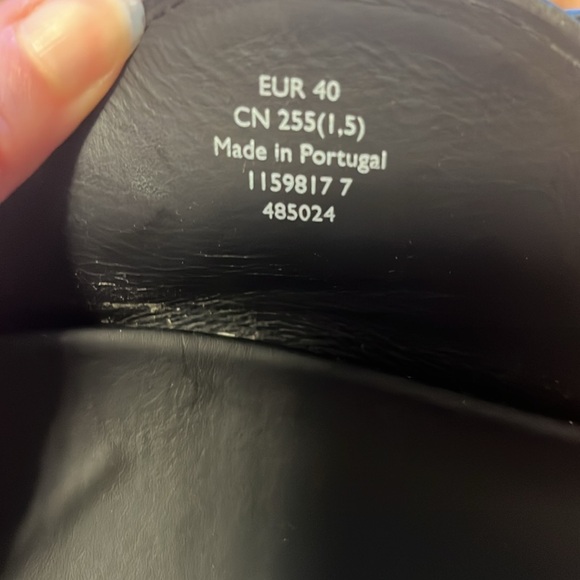 EUR 40
CN 255(1,5)
Made in Portugal
1159817 7
485024